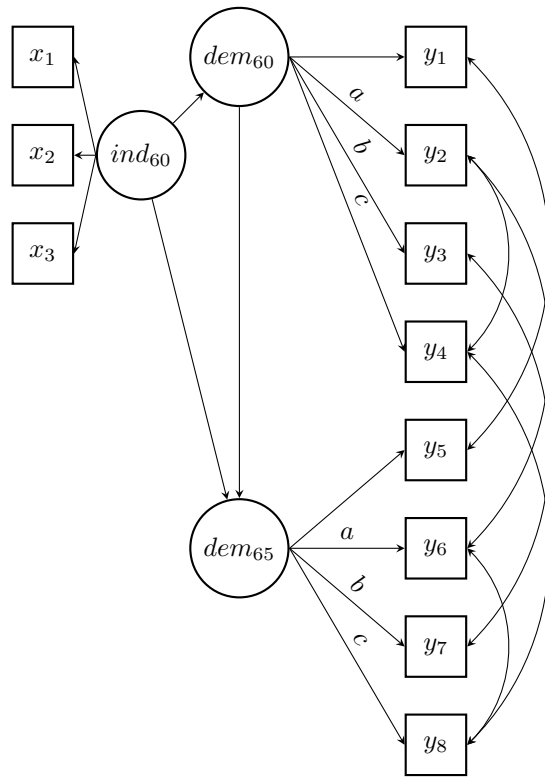 x₁
dem₆₀
y₁
a
x₂
ind₆₀
b
y₂
c
x₃
y₃
y₄
y₅
dem₆₅
a
y₆
b
c
y₇
y₈